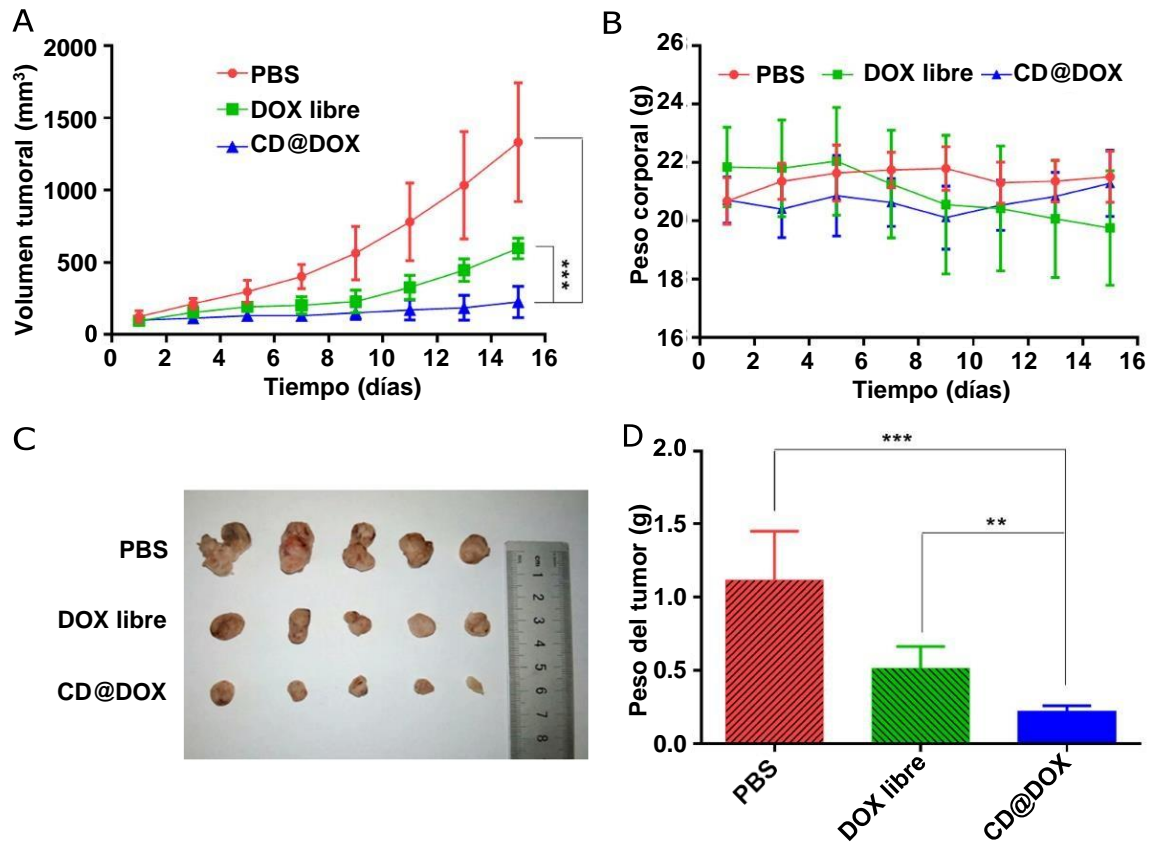 A
Volumen tumoral (mm³)
2000
1500
1000
500
0
PBS
DOX libre
CD@DOX
***
0 2 4 6 8 10 12 14 16
Tiempo (días)
B
Peso corporal (g)
26
24
22
20
18
16
PBS DOX libre CD@DOX
0 2 4 6 8 10 12 14 16
Tiempo (días)
C
PBS
DOX libre
CD@DOX
cm 1 2 3 4 5 6 7 8
D
Peso del tumor (g)
2.0
1.5
1.0
0.5
0.0
***
**
PBS
DOX libre
CD@DOX